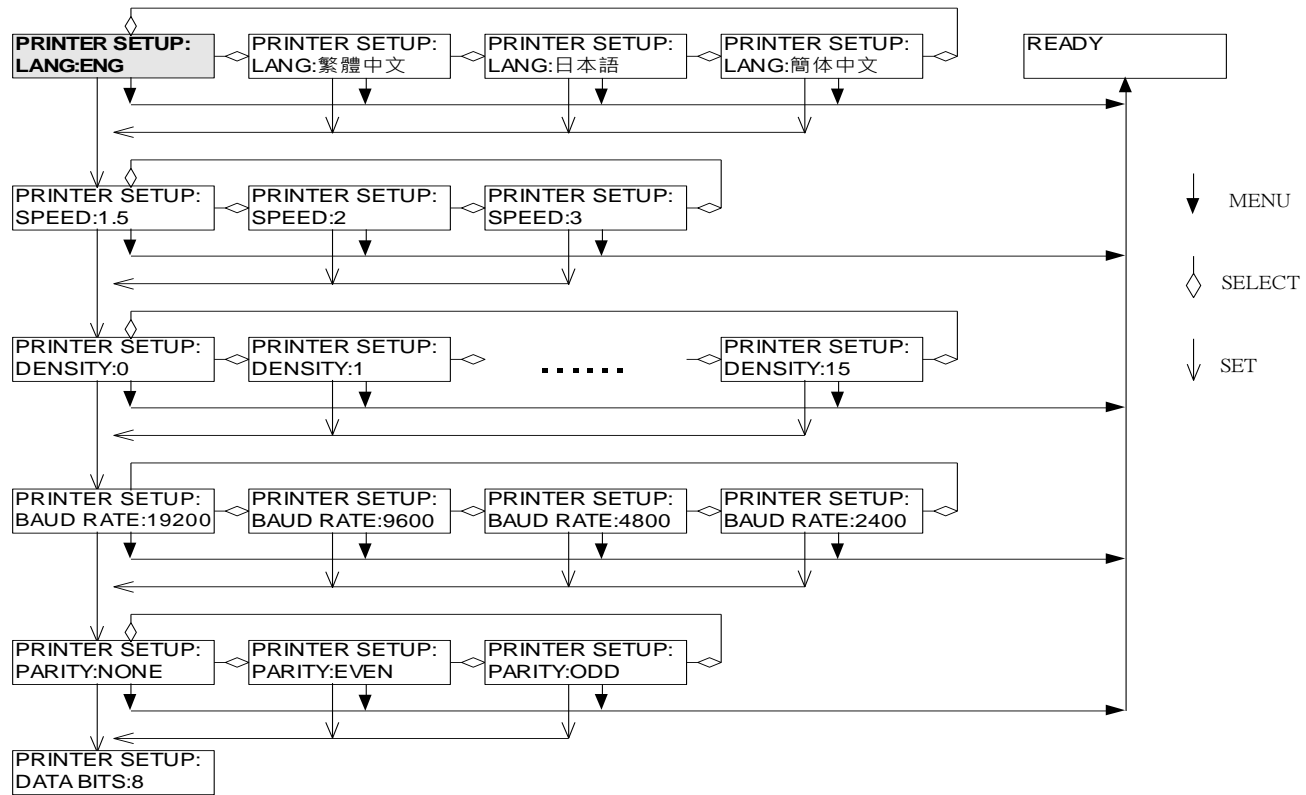 PRINTER SETUP:
LANG:ENG
PRINTER SETUP:
LANG:繁體中文
PRINTER SETUP:
LANG:日本語
PRINTER SETUP:
LANG:簡体中文
READY
PRINTER SETUP:
SPEED:1.5
PRINTER SETUP:
SPEED:2
PRINTER SETUP:
SPEED:3
MENU
SELECT
SET
PRINTER SETUP:
DENSITY:0
PRINTER SETUP:
DENSITY:1
......
PRINTER SETUP:
DENSITY:15
PRINTER SETUP:
BAUD RATE:19200
PRINTER SETUP:
BAUD RATE:9600
PRINTER SETUP:
BAUD RATE:4800
PRINTER SETUP:
BAUD RATE:2400
PRINTER SETUP:
PARITY:NONE
PRINTER SETUP:
PARITY:EVEN
PRINTER SETUP:
PARITY:ODD
PRINTER SETUP:
DATA BITS:8